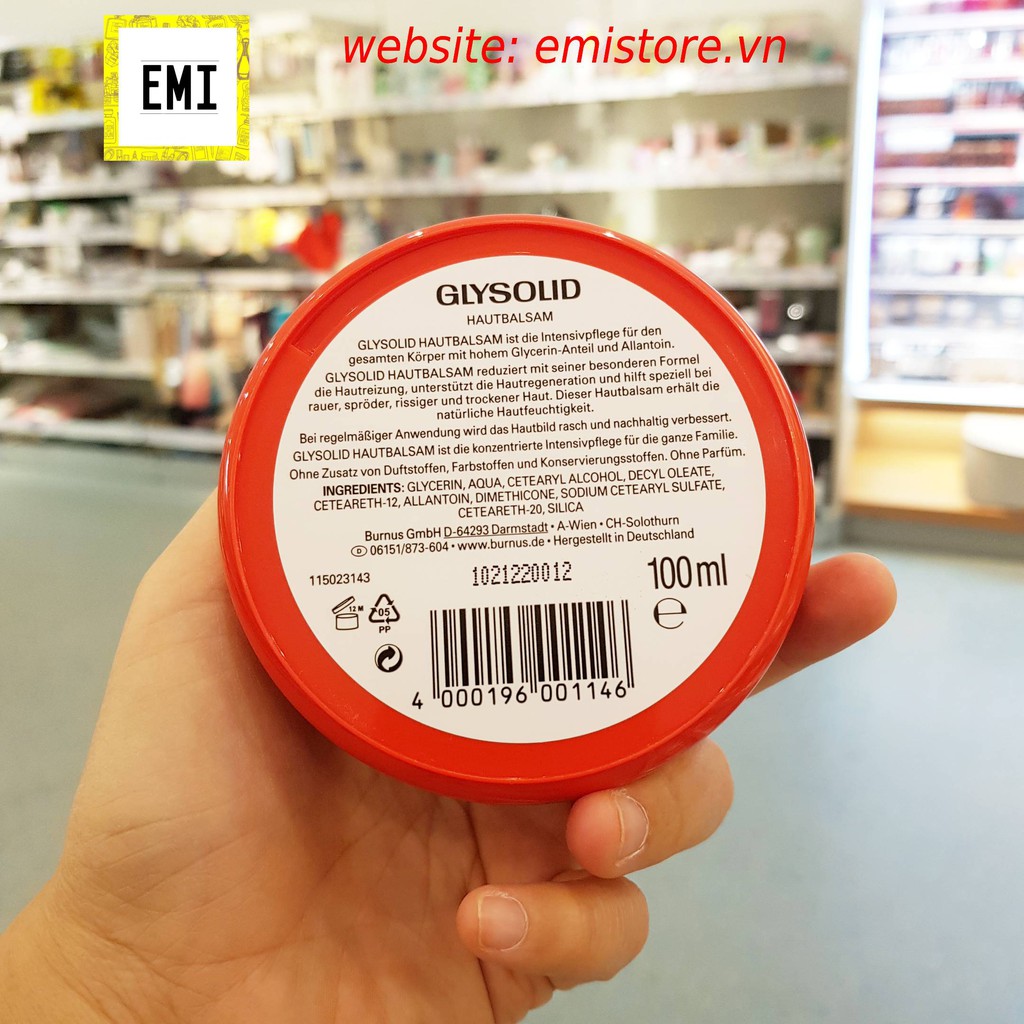 website: emistore.vn
EMI
GLYSOLID
HAUTBALSAM
GLYSOLID HAUTBALSAM ist die Intensivpflege für den
gesamten Körper mit hohem Glycerin-Anteil und Allantoin.
GLYSOLID HAUTBALSAM reduziert mit seiner besonderen Formel
die Hautreizung, unterstützt die Hautregeneration und hilft speziell bei
rauer, spröder, rissiger und trockener Haut. Dieser Hautbalsam erhält die
natürliche Hautfeuchtigkeit.
Bei regelmäßiger Anwendung wird das Hautbild rasch und nachhaltig verbessert.
GLYSOLID HAUTBALSAM ist die konzentrierte Intensivpflege für die ganze Familie.
Ohne Zusatz von Duftstoffen, Farbstoffen und Konservierungsstoffen. Ohne Parfüm.
INGREDIENTS: GLYCERIN, AQUA, CETEARYL ALCOHOL, DECYL OLEATE,
CETEARETH-12, ALLANTOIN, DIMETHICONE, SODIUM CETEARYL SULFATE,
CETEARETH-20, SILICA
Burnus GmbH D-64293 Darmstadt • A-Wien • CH-Solothurn
D 06151/873-604 • www.burnus.de • Hergestellt in Deutschland
115023143
1021220012
100 ml
12 M
05
PP
e
4 000196 001146